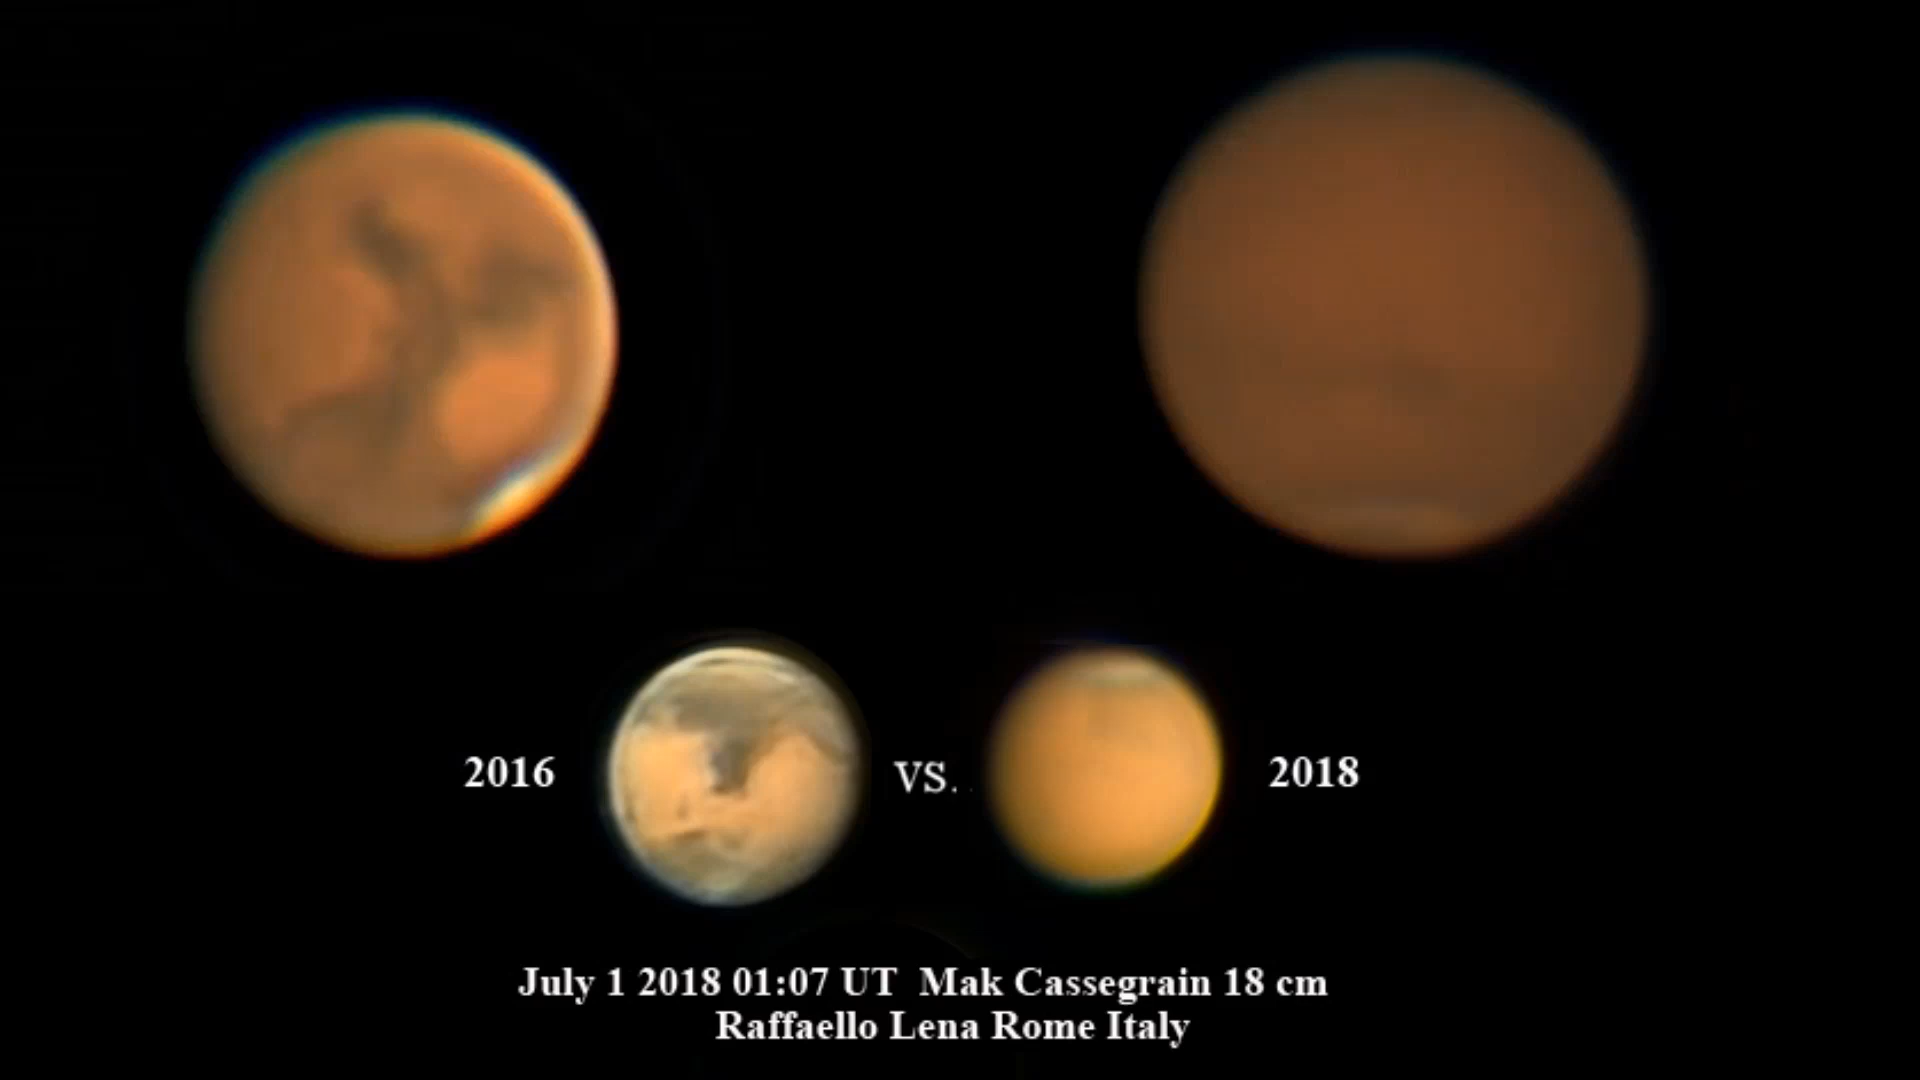 2016 vs. 2018
July 1 2018 01:07 UT Mak Cassegrain 18 cm
Raffaello Lena Rome Italy